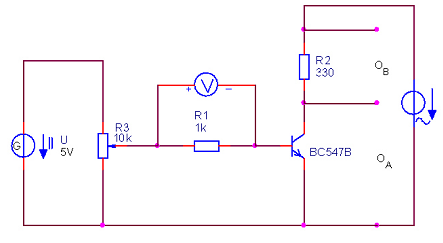 V
+ −
R2
330
O B
R1
1k
R3
10k
G
U
5V
BC547B
O A